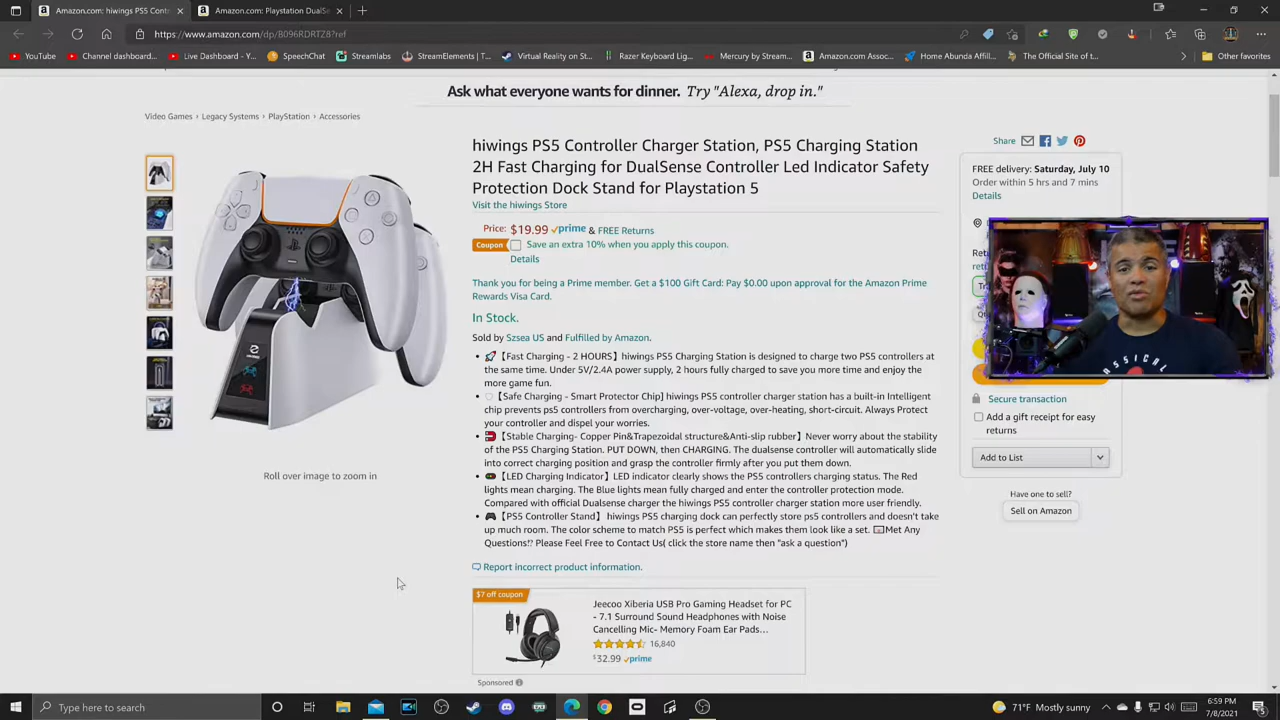 Amazon.com: hiwings PS5 Contr
Amazon.com: Playstation DualSe
https://www.amazon.com/dp/B096RDRTZ8?ref
YouTube
Channel dashboard...
Live Dashboard - Y...
SpeechChat
Streamlabs
StreamElements | T...
Virtual Reality on St...
Razer Keyboard Lig...
Mercury by Stream...
Amazon.com Assoc...
Home Abunda Affil...
The Official Site of t...
Other favorites
Ask what everyone wants for dinner. Try "Alexa, drop in."
Video Games › Legacy Systems › PlayStation › Accessories
hiwings PS5 Controller Charger Station, PS5 Charging Station
2H Fast Charging for DualSense Controller Led Indicator Safety
Protection Dock Stand for Playstation 5
Visit the hiwings Store
Price: $19.99 prime & FREE Returns
Coupon Save an extra 10% when you apply this coupon.
Details
Thank you for being a Prime member. Get a $100 Gift Card: Pay $0.00 upon approval for the Amazon Prime
Rewards Visa Card.
In Stock.
Sold by Szsea US and Fulfilled by Amazon.
• 🚀【Fast Charging - 2 HOURS】hiwings PS5 Charging Station is designed to charge two PS5 controllers
at the same time. Under 5V/2.4A power supply, 2 hours fully charged to save you more time and enjoy the
more game fun.
• 【Safe Charging - Smart Protector Chip] hiwings PS5 controller charger station has a built-in Intelligent
chip prevents ps5 controllers from overcharging, over-voltage, over-heating, short-circuit. Always Protect
your controller and dispel your worries.
• 【Stable Charging- Copper Pin&Trapezoidal structure&Anti-slip rubber】Never worry about the stability
of the PS5 Charging Station. PUT DOWN, then CHARGING. The dualsense controller will automatically slide
into correct charging position and grasp the controller firmly after you put them down.
• 【LED Charging Indicator】LED indicator clearly shows the PS5 controllers charging status. The Red
lights mean charging. The Blue lights mean fully charged and enter the controller protection mode.
Compared with official Dualsense charger the hiwings PS5 controller charger station more user friendly.
• 🎮【PS5 Controller Stand】hiwings PS5 charging dock can perfectly store ps5 controllers and doesn't take
up much room. The color scheme to match PS5 is perfect which makes them look like a set. Met Any
Questions⁉ Please Feel Free to Contact Us( click the store name then "ask a question")
Report incorrect product information.
Roll over image to zoom in
$7 off coupon
Jeecoo Xiberia USB Pro Gaming Headset for PC
- 7.1 Surround Sound Headphones with Noise
Cancelling Mic- Memory Foam Ear Pads...
16,840
$32.99 prime
Sponsored
Share
FREE delivery: Saturday, July 10
Order within 5 hrs and 7 mins
Details
Secure transaction
Add a gift receipt for easy
returns
Add to List
Have one to sell?
Sell on Amazon
Type here to search
71°F Mostly sunny
6:59 PM
7/8/2021